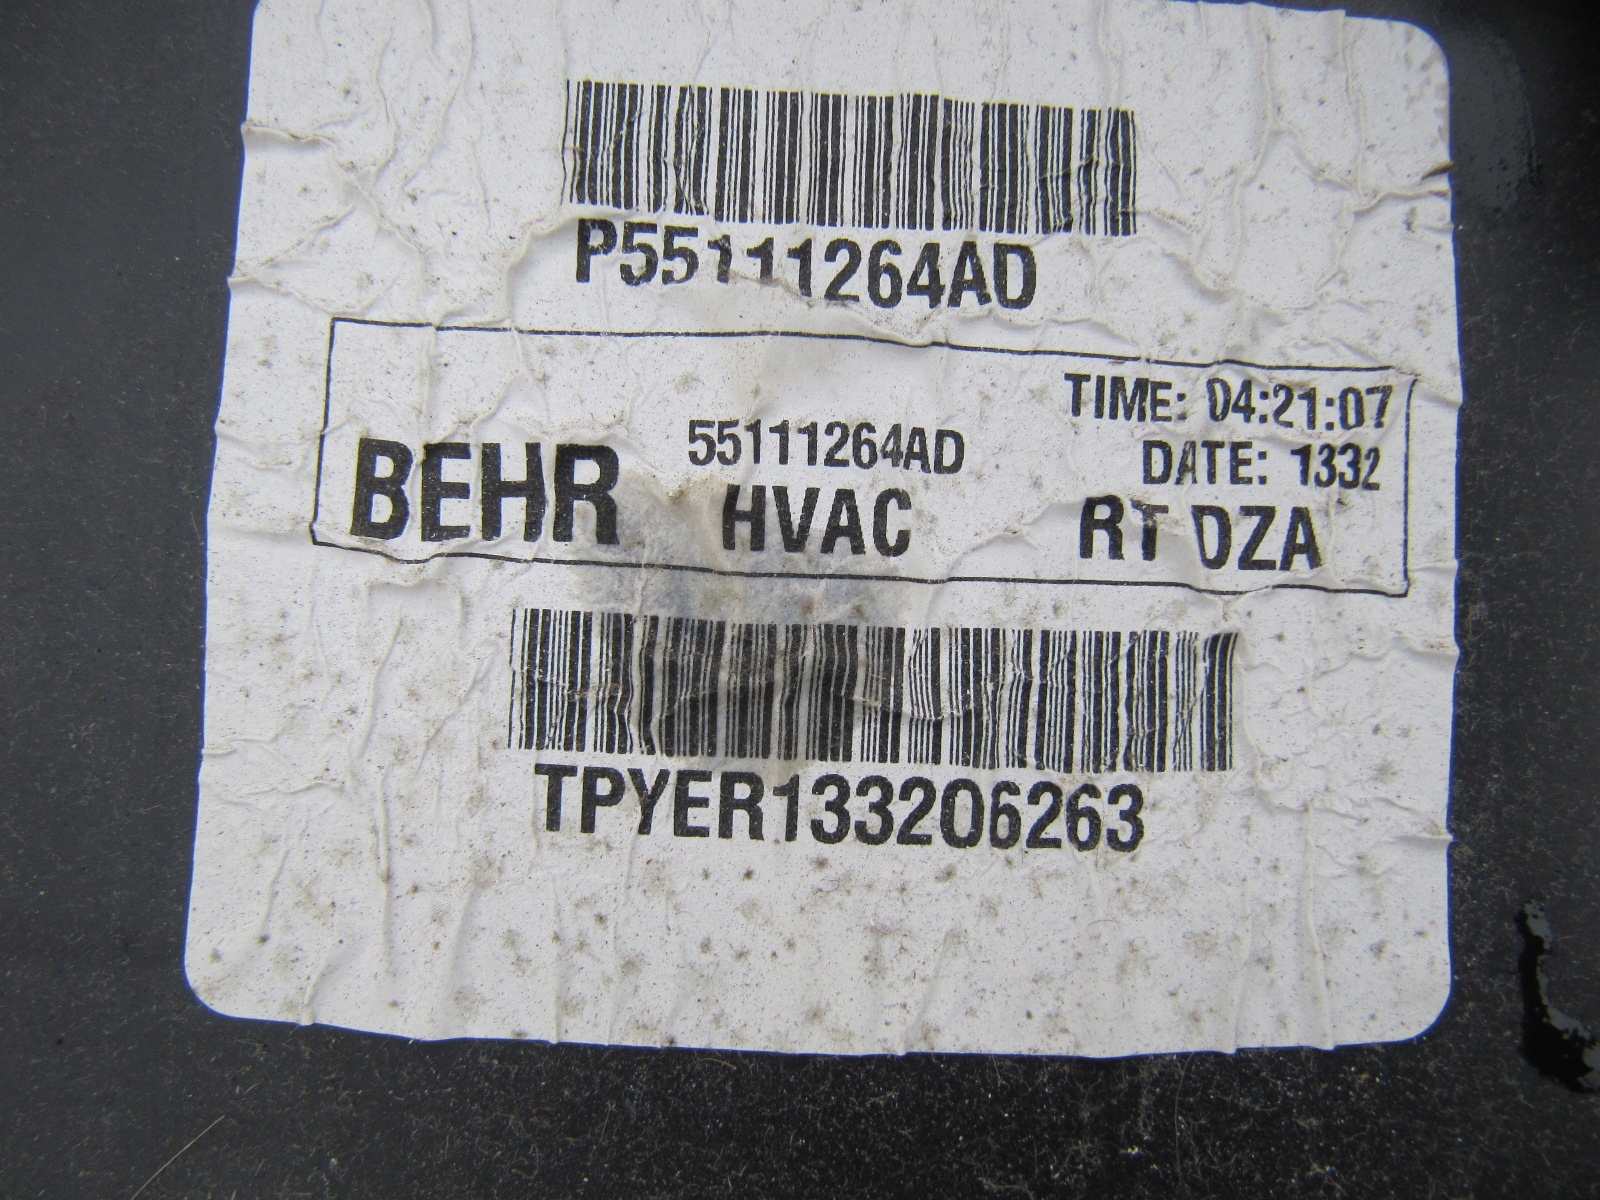 P55111264AD
TIME: 04:21:07
55111264AD
DATE: 1332
BEHR
HVAC
RT DZA
TPYER133206263